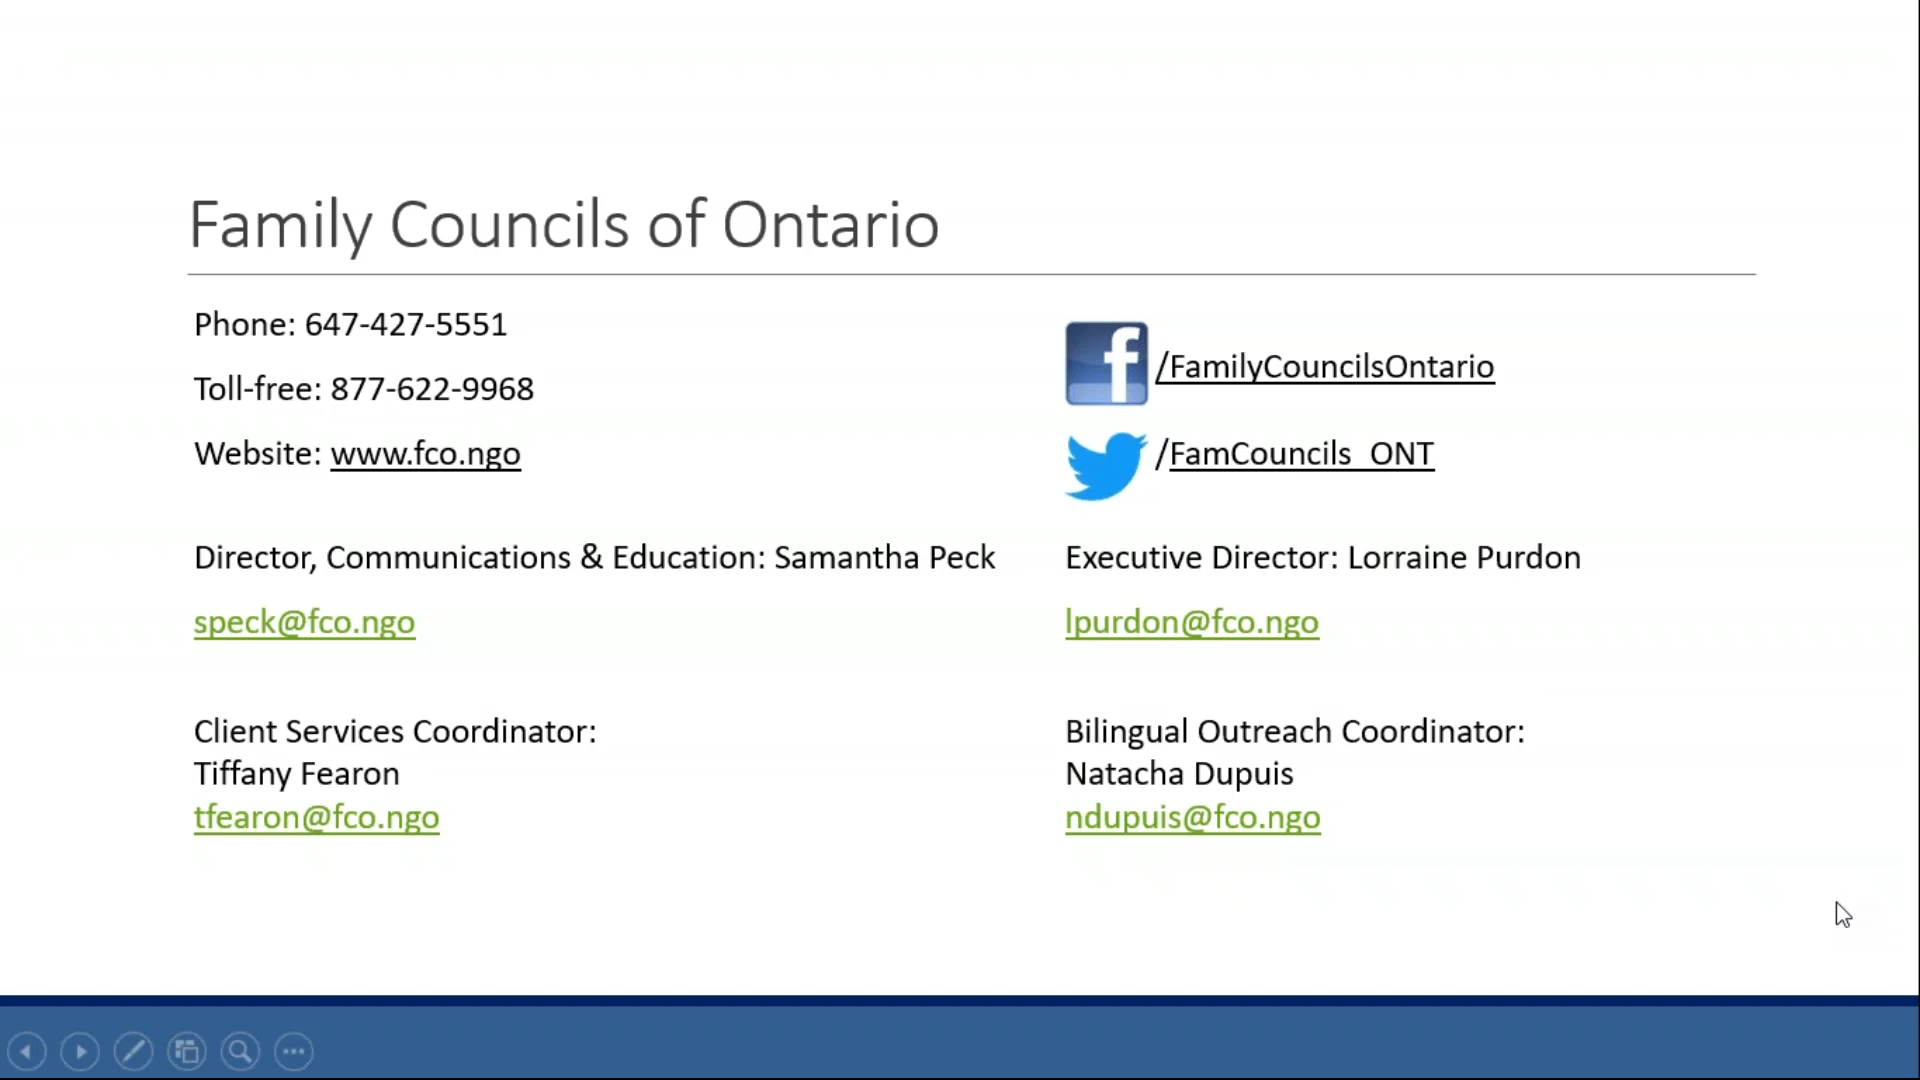 Family Councils of Ontario
Phone: 647-427-5551
Toll-free: 877-622-9968
Website: www.fco.ngo
/FamilyCouncilsOntario
/FamCouncils_ONT
Director, Communications & Education: Samantha Peck
speck@fco.ngo
Executive Director: Lorraine Purdon
lpurdon@fco.ngo
Client Services Coordinator:
Tiffany Fearon
tfearon@fco.ngo
Bilingual Outreach Coordinator:
Natacha Dupuis
ndupuis@fco.ngo